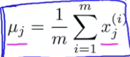 μ_j = \frac{1}{m} \sum_{i=1}^{m} x_j^{(i)}